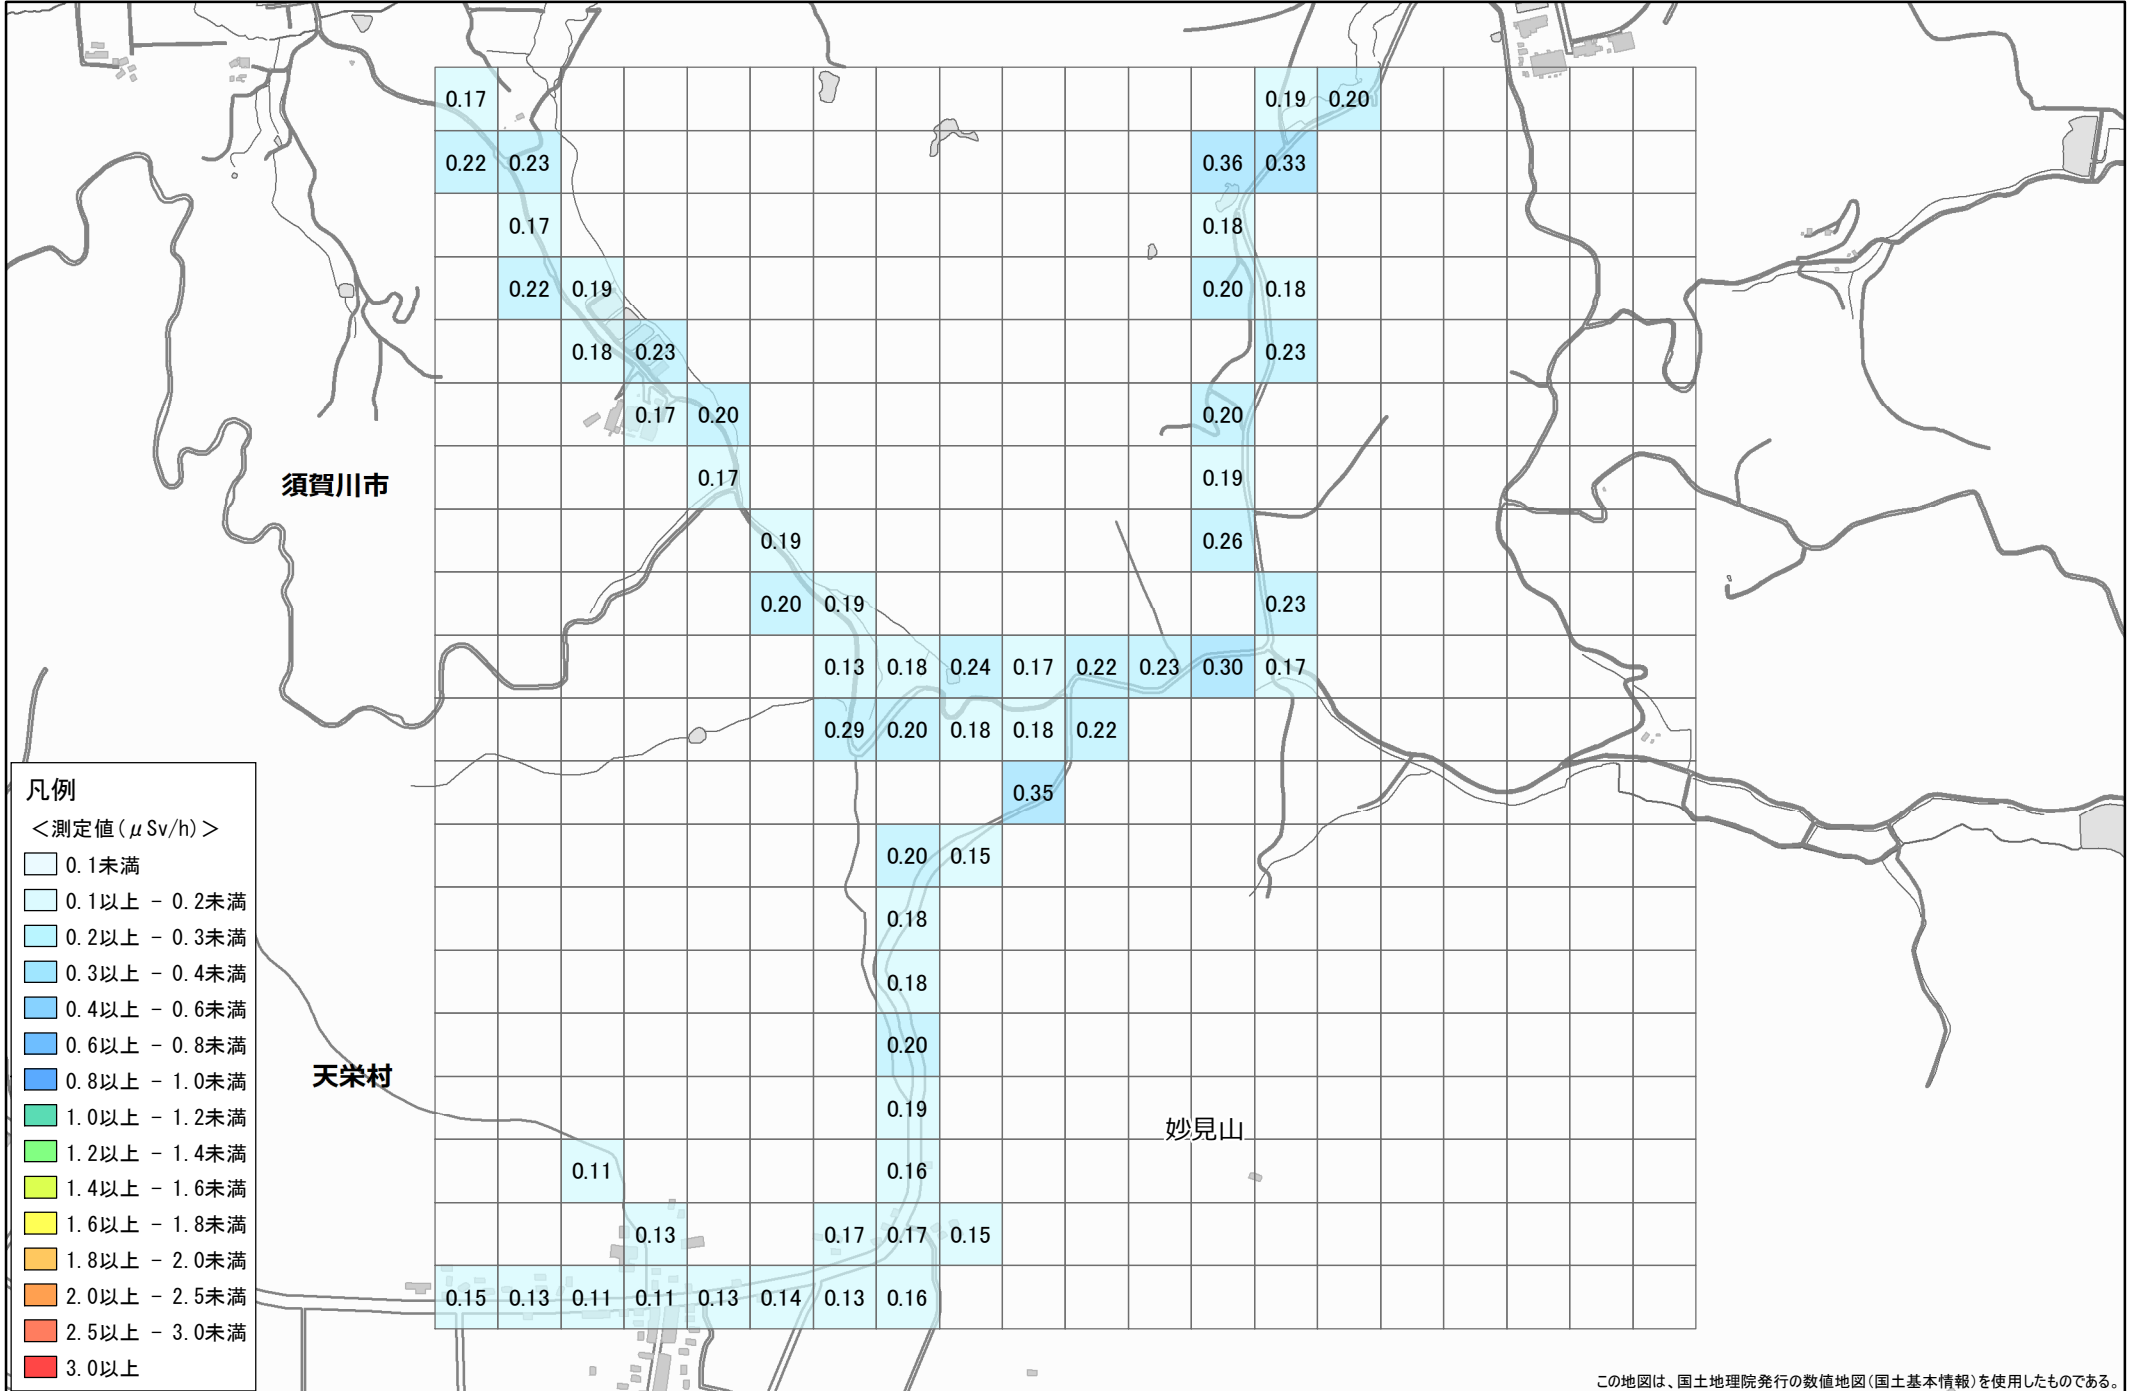 0.17 0.19 0.20
0.22 0.23 0.36 0.33
0.17 0.18
0.22 0.19 0.20 0.18
0.18 0.23 0.23
0.17 0.20 0.20
須賀川市
0.17 0.19
0.19 0.26
0.20 0.19 0.23
0.13 0.18 0.24 0.17 0.22 0.23 0.30 0.17
0.29 0.20 0.18 0.18 0.22
0.35
0.20 0.15
0.18
0.18
0.20
天栄村
0.19
妙見山
0.11 0.16
0.13 0.17 0.17 0.15
0.15 0.13 0.11 0.11 0.13 0.14 0.13 0.16
凡例
＜測定値(μSv/h)＞
0.1未満
0.1以上 - 0.2未満
0.2以上 - 0.3未満
0.3以上 - 0.4未満
0.4以上 - 0.6未満
0.6以上 - 0.8未満
0.8以上 - 1.0未満
1.0以上 - 1.2未満
1.2以上 - 1.4未満
1.4以上 - 1.6未満
1.6以上 - 1.8未満
1.8以上 - 2.0未満
2.0以上 - 2.5未満
2.5以上 - 3.0未満
3.0以上
この地図は、国土地理院発行の数値地図(国土基本情報)を使用したものである。